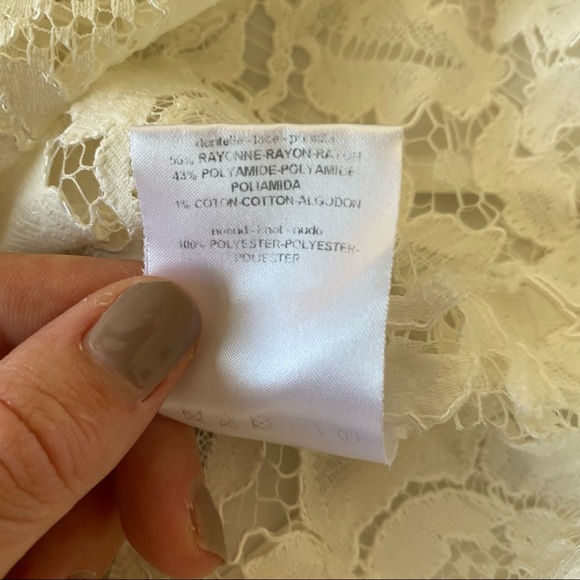 dentelle - lace - puntilla
56% RAYONNE-RAYON-RAYON
43% POLYAMIDE-POLYAMIDE
POLIAMIDA
1% COTON-COTTON-ALGODON
noeud - knot - nudo
100% POLYESTER-POLYESTER-
POLIESTER